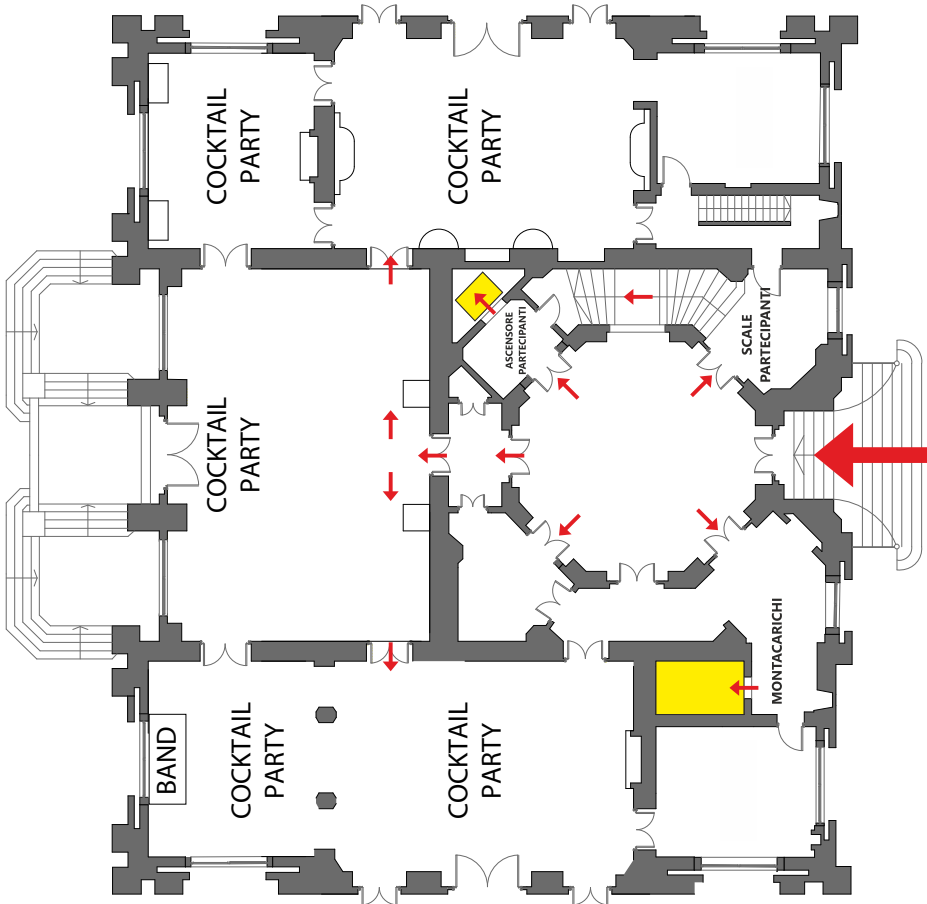 COCKTAIL
PARTY
COCKTAIL
PARTY
ASCENSORE
PARTECIPANTI
SCALE
PARTECIPANTI
COCKTAIL
PARTY
MONTACARICHI
BAND
COCKTAIL
PARTY
COCKTAIL
PARTY